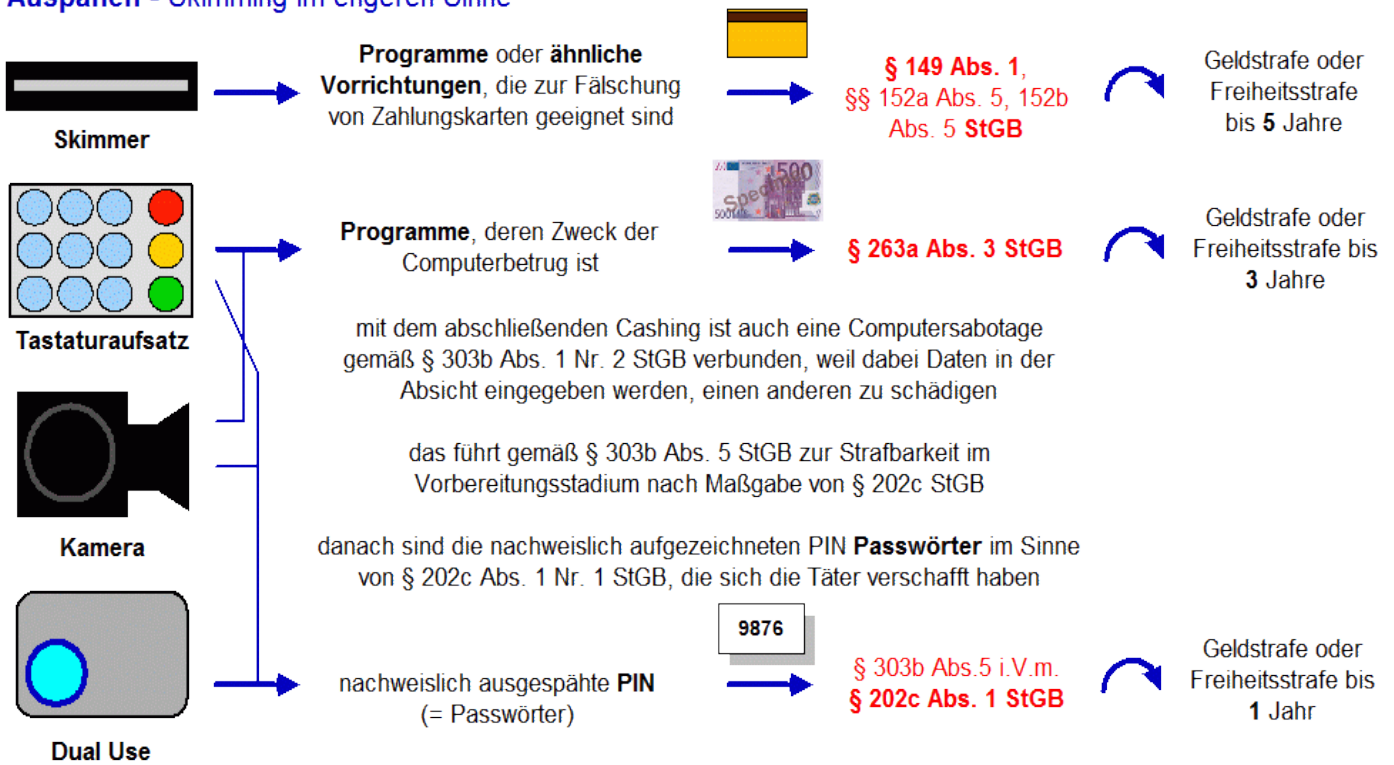 Auspähen - Skimming im engeren Sinne
Skimmer
Programme oder ähnliche
Vorrichtungen, die zur Fälschung
von Zahlungskarten geeignet sind
§ 149 Abs. 1,
§§ 152a Abs. 5, 152b
Abs. 5 StGB
Geldstrafe oder
Freiheitsstrafe
bis 5 Jahre
Tastaturaufsatz
Programme, deren Zweck der
Computerbetrug ist
500
Specimen
§ 263a Abs. 3 StGB
Geldstrafe oder
Freiheitsstrafe bis
3 Jahre
mit dem abschließenden Cashing ist auch eine Computersabotage
gemäß § 303b Abs. 1 Nr. 2 StGB verbunden, weil dabei Daten in der
Absicht eingegeben werden, einen anderen zu schädigen
das führt gemäß § 303b Abs. 5 StGB zur Strafbarkeit im
Vorbereitungsstadium nach Maßgabe von § 202c StGB
Kamera
danach sind die nachweislich aufgezeichneten PIN Passwörter im Sinne
von § 202c Abs. 1 Nr. 1 StGB, die sich die Täter verschafft haben
Dual Use
nachweislich ausgespähte PIN
(= Passwörter)
9876
§ 303b Abs.5 i.V.m.
§ 202c Abs. 1 StGB
Geldstrafe oder
Freiheitsstrafe bis
1 Jahr